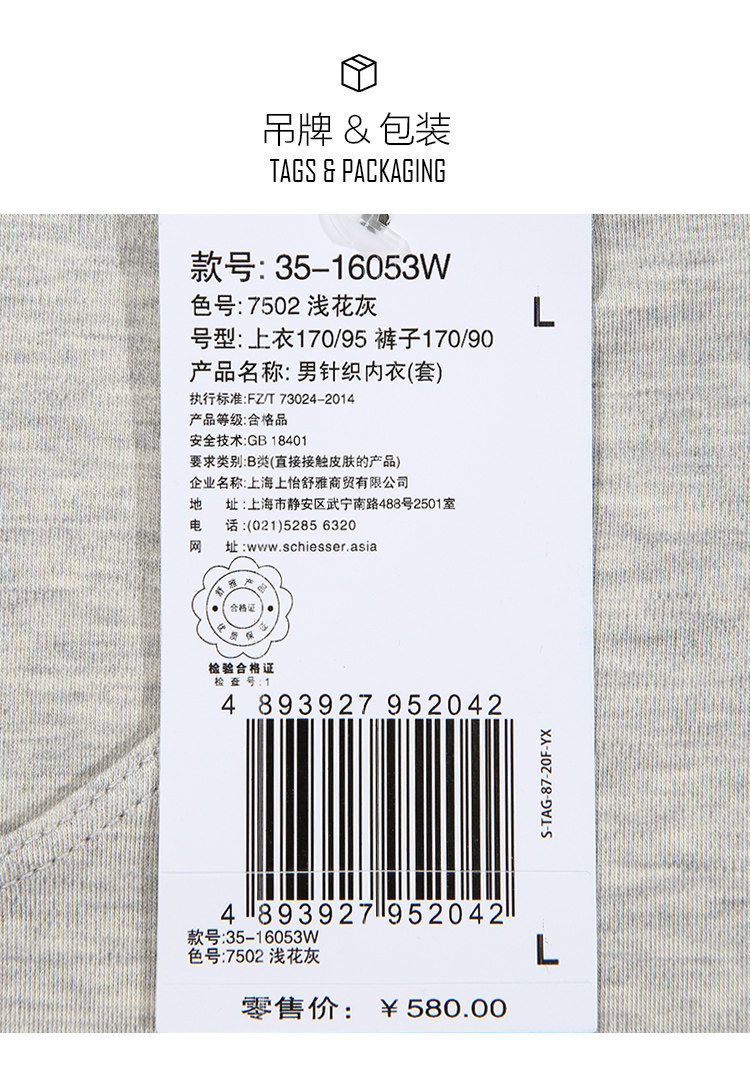 吊牌 & 包装
TAGS & PACKAGING
款号: 35-16053W
色号: 7502 浅花灰
L
号型: 上衣170/95 裤子170/90
产品名称: 男针织内衣(套)
执行标准:FZ/T 73024-2014
产品等级:合格品
安全技术:GB 18401
要求类别:B类(直接接触皮肤的产品)
企业名称:上海上怡舒雅商贸有限公司
地 址:上海市静安区武宁南路488号2501室
电 话:(021)5285 6320
网 址:www.schiesser.asia
舒雅产品
合格证
优质保证
检验合格证
检查号:1
4 893927 952042
S-TAG-87-20F-YX
4 893927 952042
款号:35-16053W
色号:7502 浅花灰
L
零售价: ¥580.00